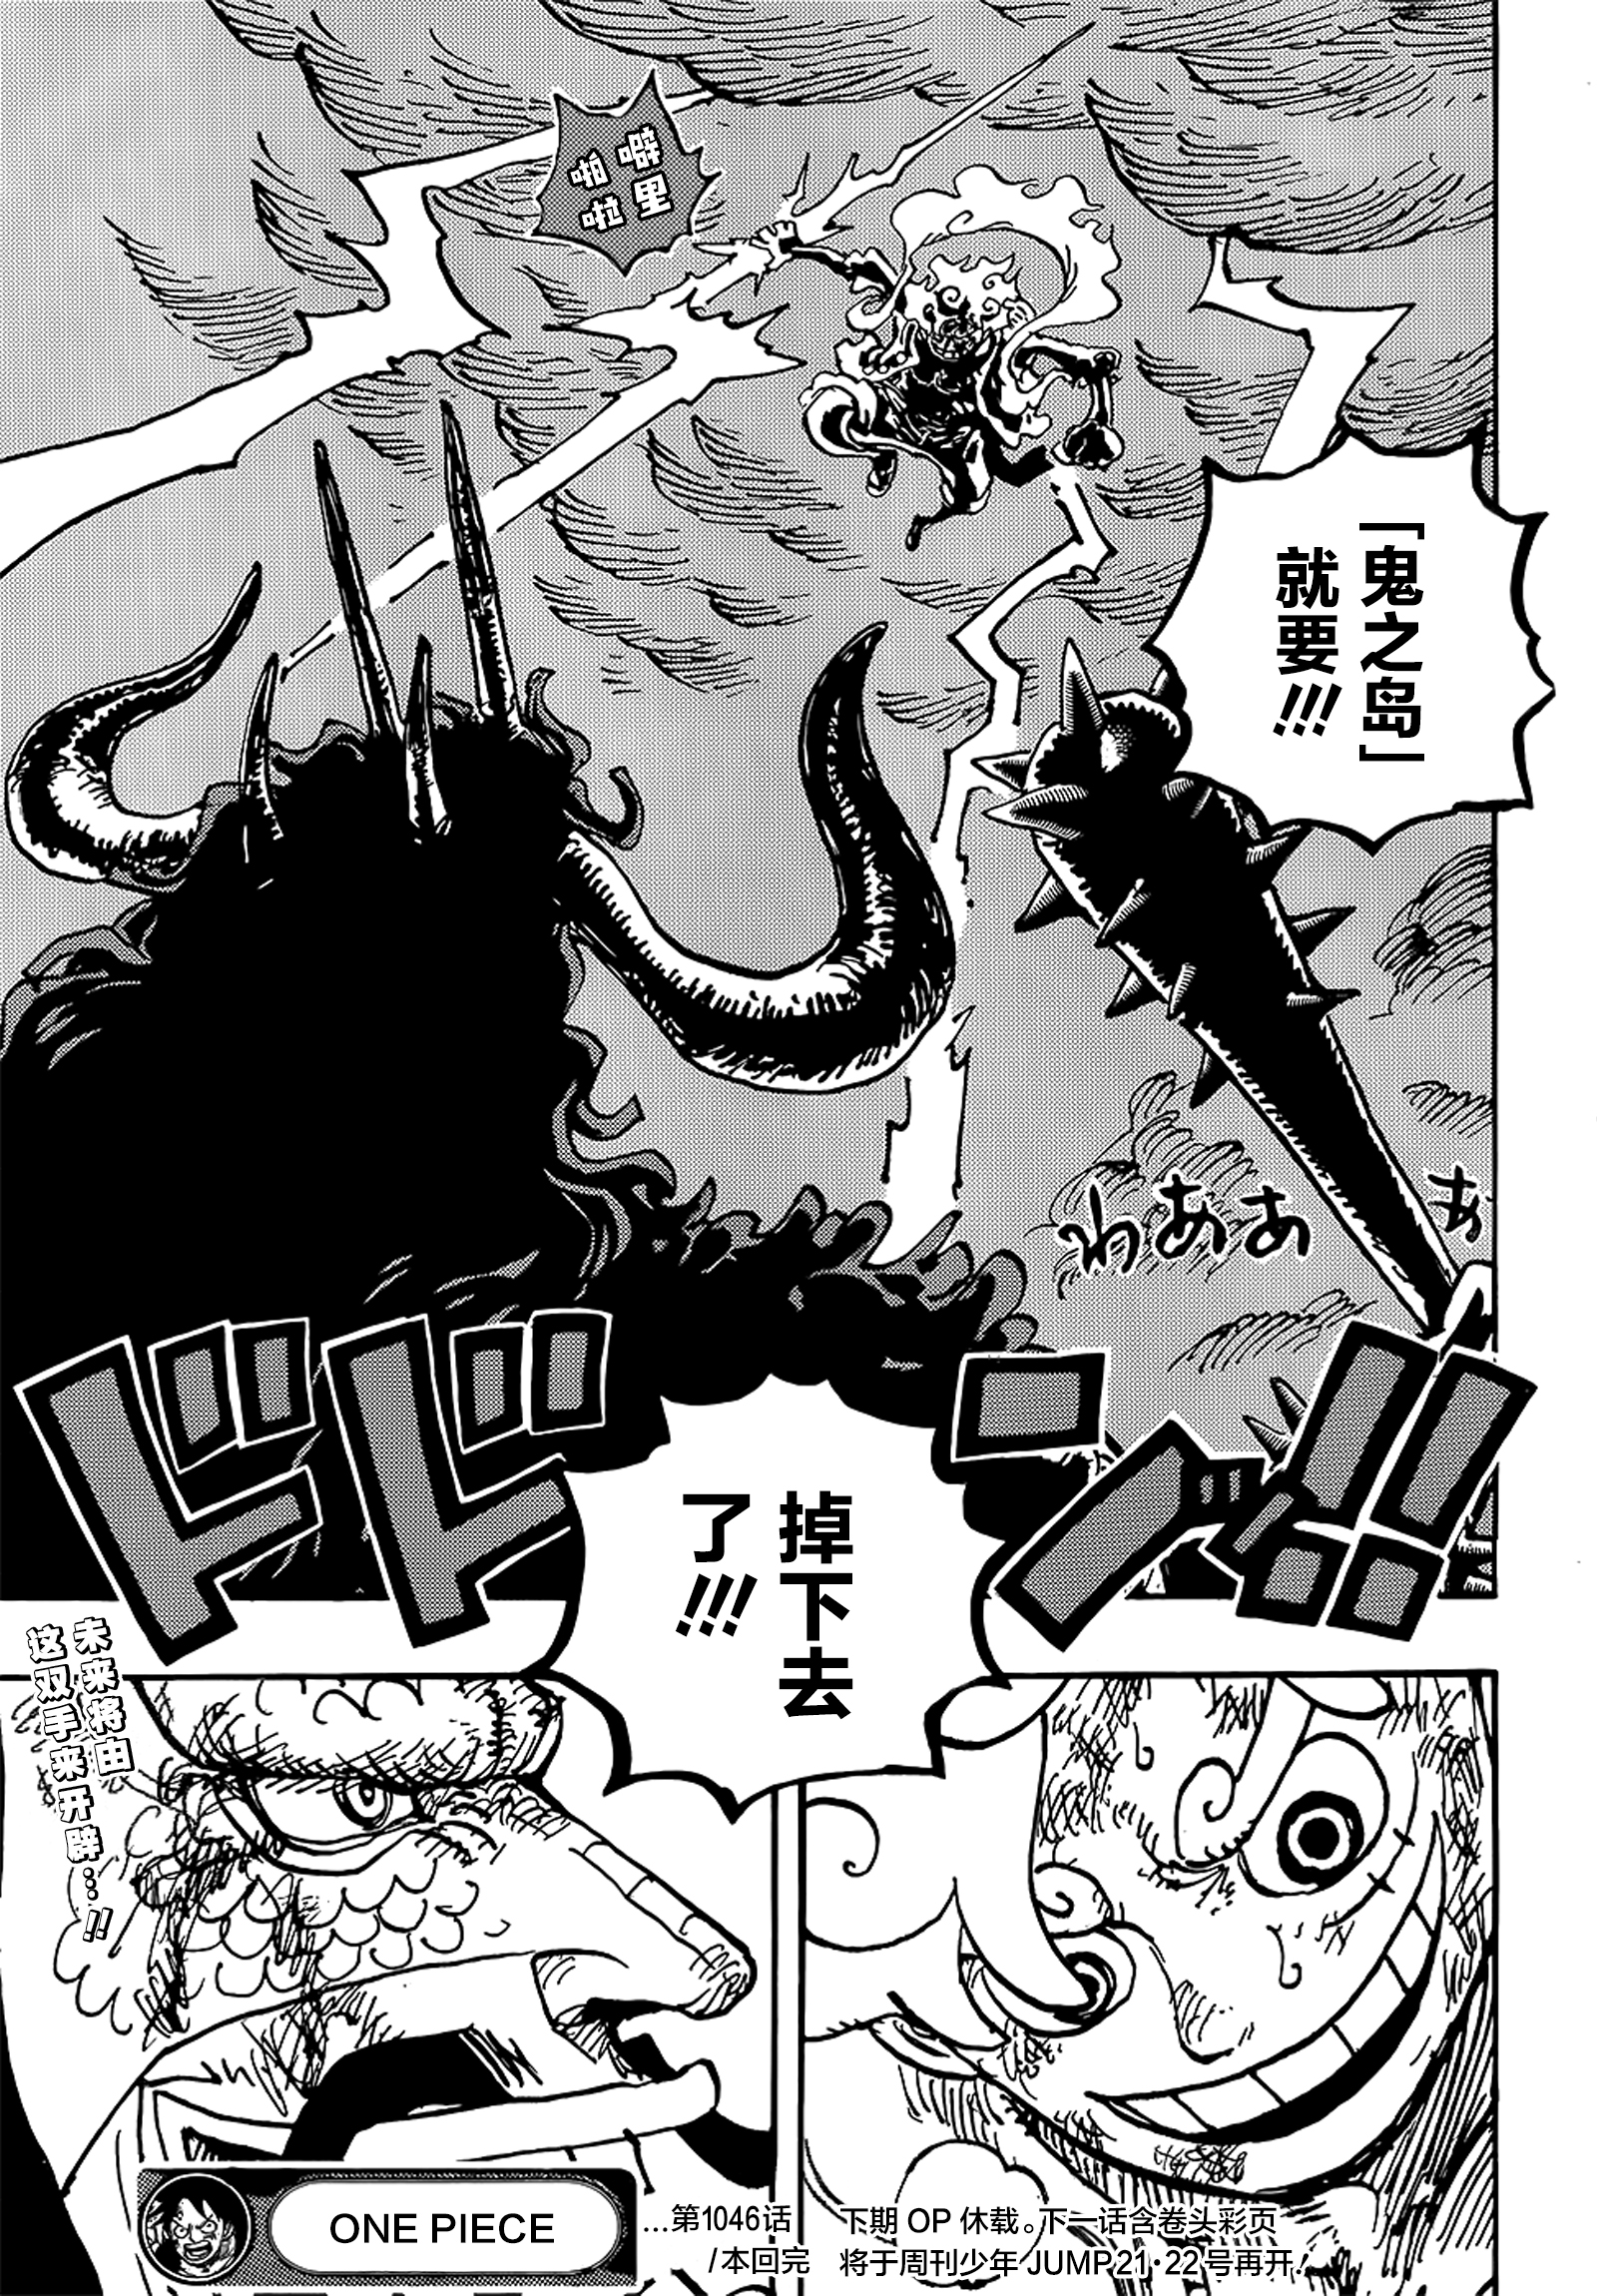 噼里
啪啦
「鬼之岛」
就要!!!
わあああ
ドドン!!
掉下去
了!!!
未来将由
这双手来开辟……!!
ONE PIECE
…第1046话
/本回完
下期 OP 休载。下一话含卷头彩页
将于周刊少年 JUMP21·22号再开.